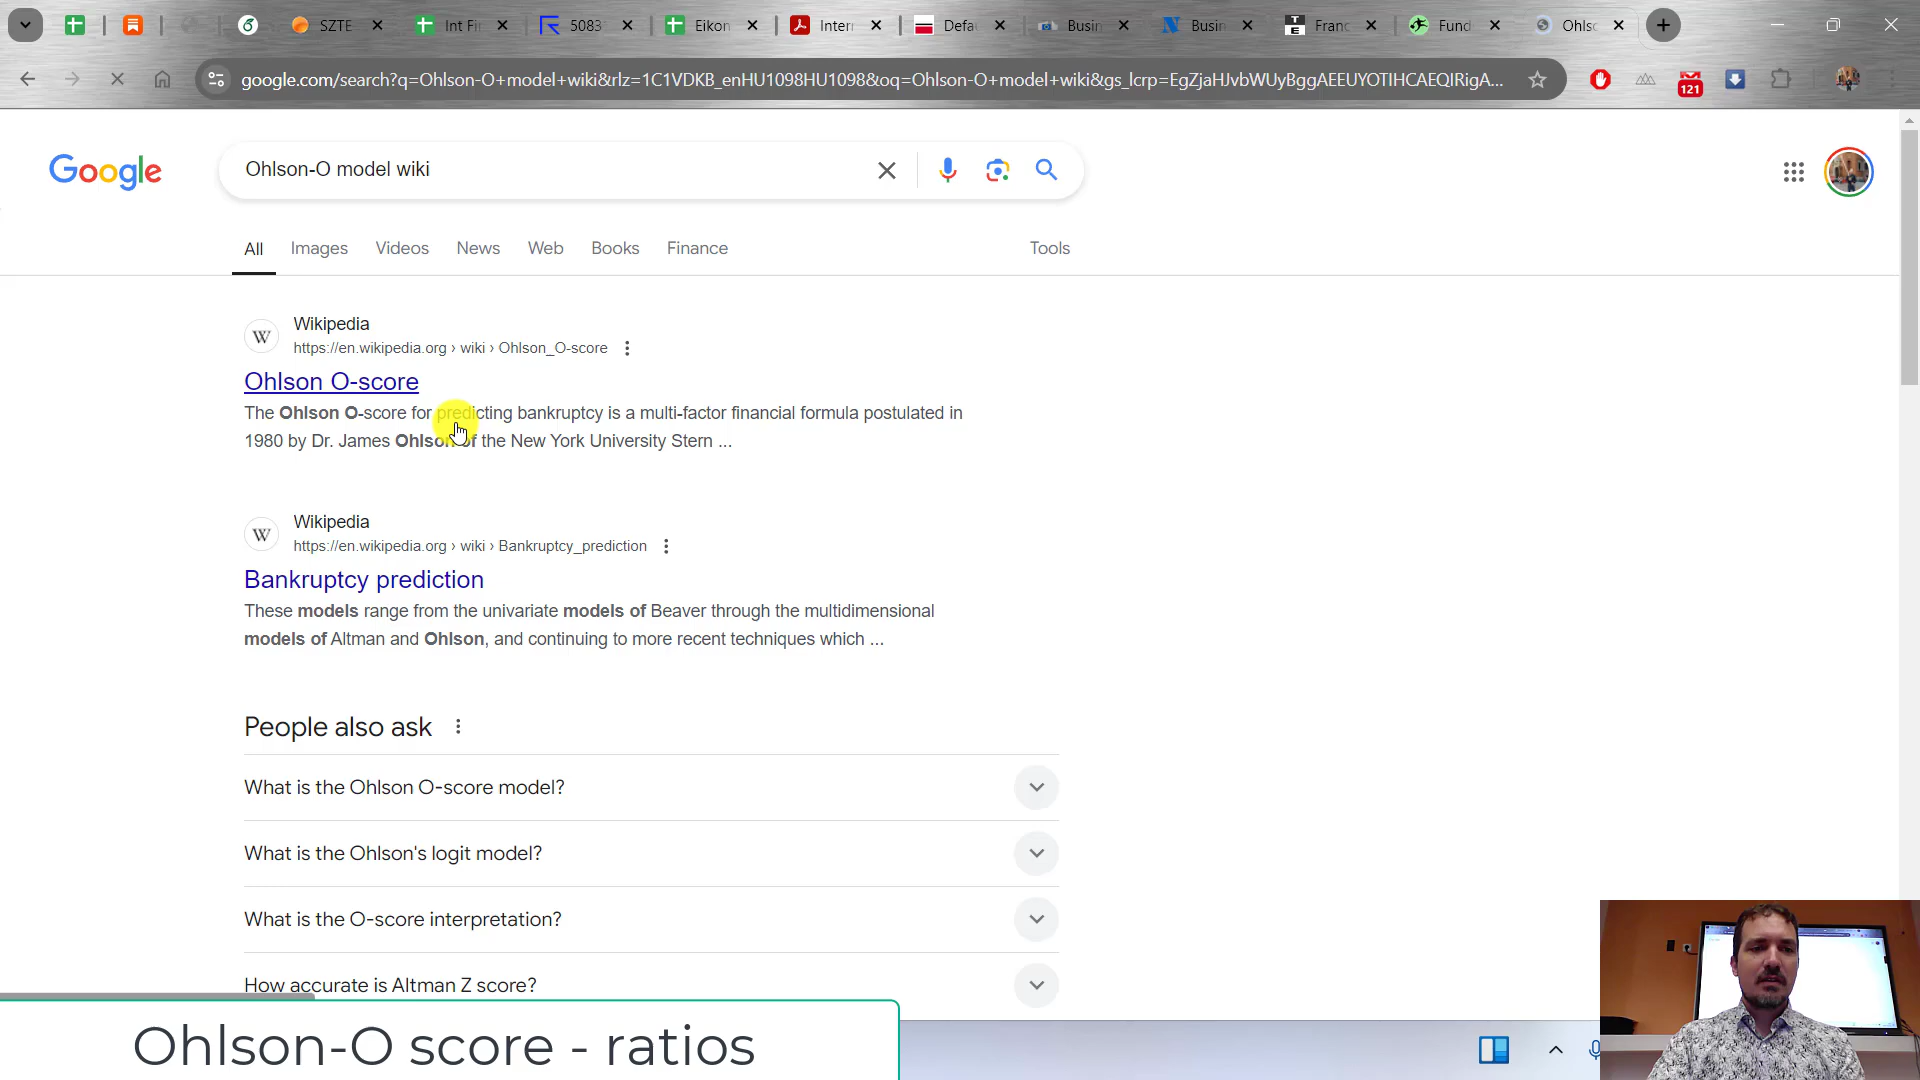 SZTE
Int Fi
5083
Eikon
Inter
Defa
Busin
Busin
Franc
Fund
Ohlso
google.com/search?q=Ohlson-O+model+wiki&rlz=1C1VDKB_enHU1098HU1098&oq=Ohlson-O+model+wiki&gs_lcrp=EgZjaHJvbWUyBggAEEUYOTIHCAEQIRigA...
121
Google
Ohlson-O model wiki
All
Images
Videos
News
Web
Books
Finance
Tools
W
Wikipedia
https://en.wikipedia.org › wiki › Ohlson_O-score
Ohlson O-score
The Ohlson O-score for predicting bankruptcy is a multi-factor financial formula postulated in
1980 by Dr. James Ohlson of the New York University Stern ...
W
Wikipedia
https://en.wikipedia.org › wiki › Bankruptcy_prediction
Bankruptcy prediction
These models range from the univariate models of Beaver through the multidimensional
models of Altman and Ohlson, and continuing to more recent techniques which ...
People also ask
What is the Ohlson O-score model?
What is the Ohlson's logit model?
What is the O-score interpretation?
How accurate is Altman Z score?
Ohlson-O score - ratios